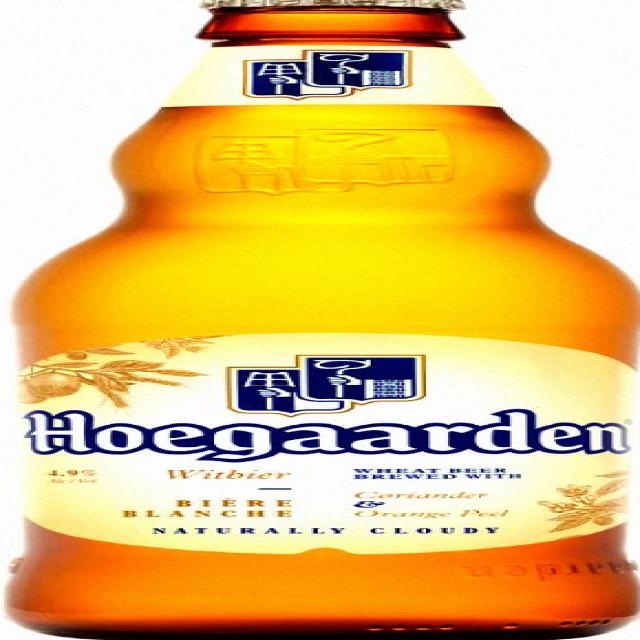 Hoegaarden
4.9%
Alc / Vol
Witbier
BIÈRE
BLANCHE
WHEAT BEER
BREWED WITH
Coriander
&
Orange Peel
NATURALLY CLOUDY